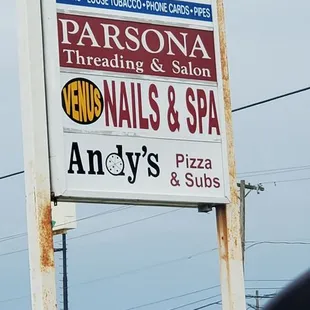 LOOSE TOBACCO • PHONE CARDS • PIPES
PARSONA
Threading & Salon
VENUS NAILS & SPA
Andy's Pizza
& Subs